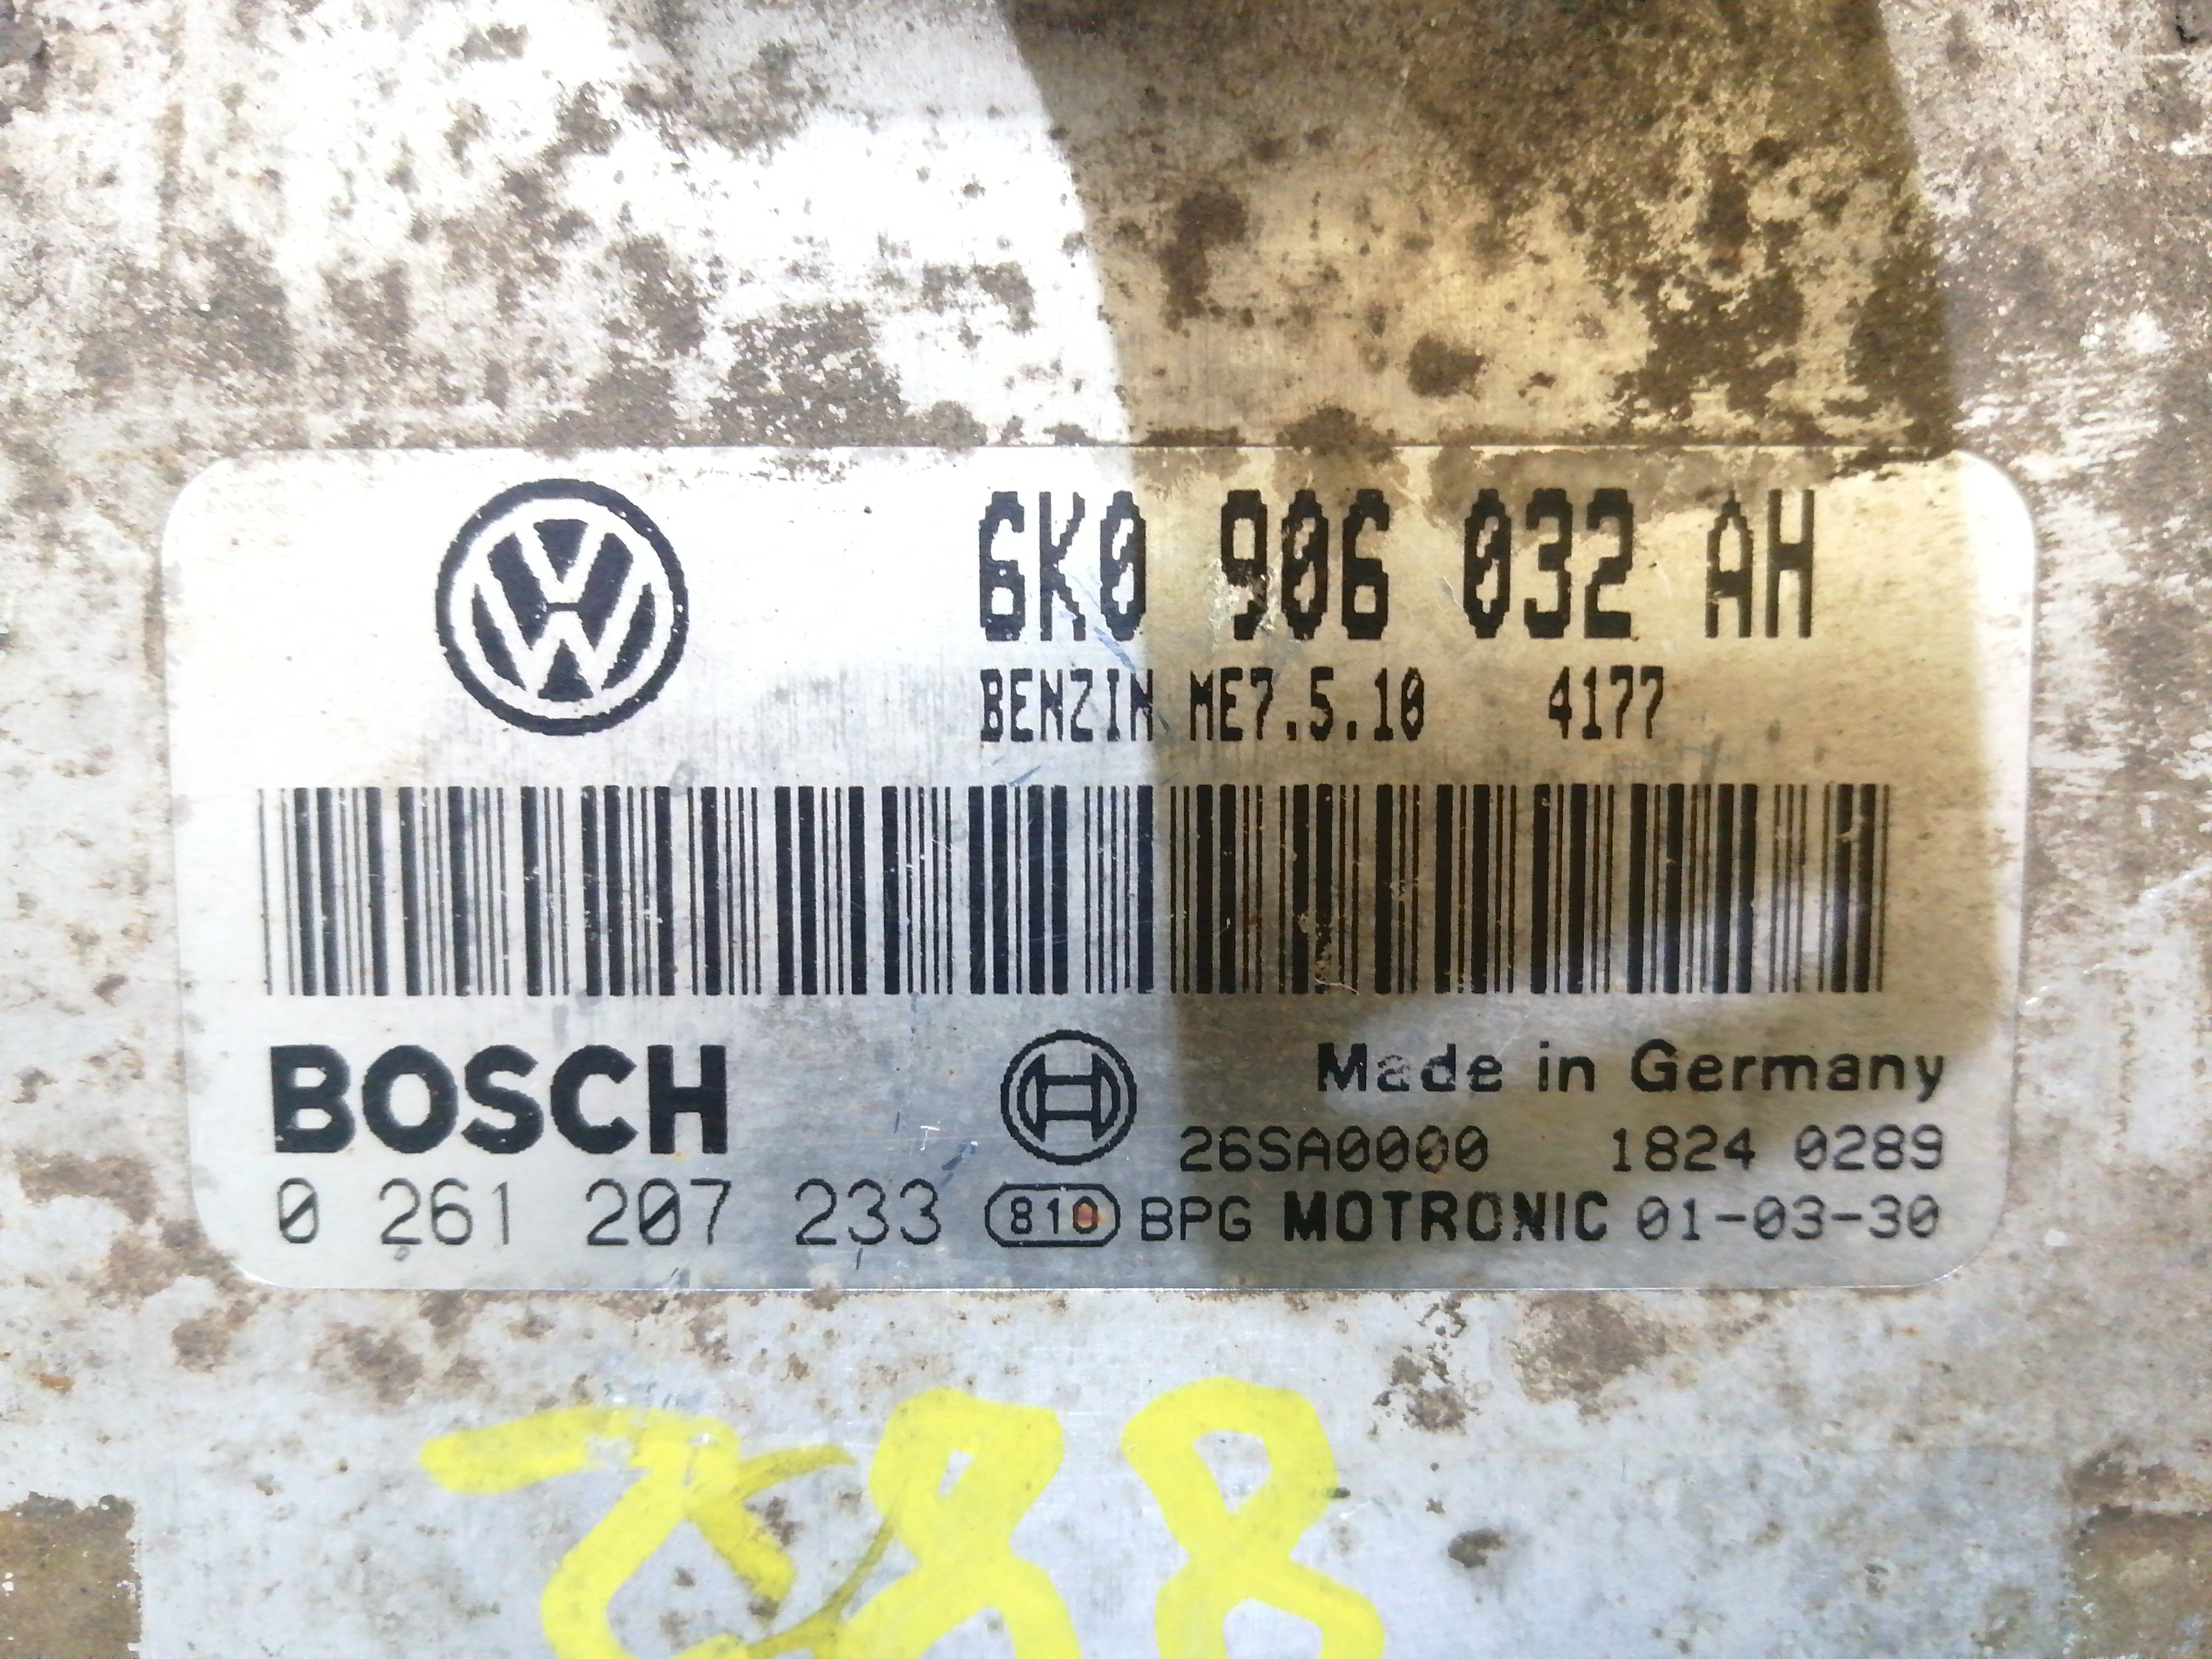 6K0 906 032 AH
BENZIN ME7.5.10 4177
BOSCH
Made in Germany
26SA0000 1824 0289
0 261 207 233 810 BPG MOTRONIC 01-03-30